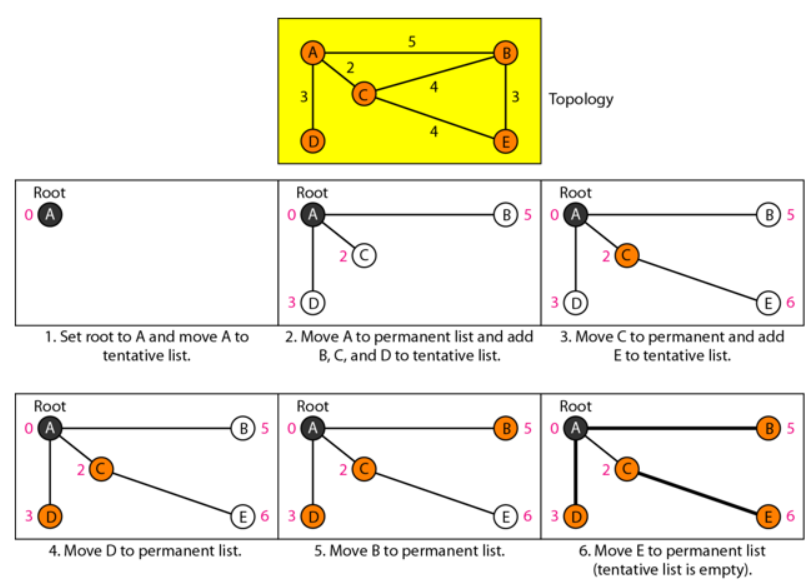 5
A
B
2
C
4
3
3
4
D
E
Topology
Root
0 A
1. Set root to A and move A to
tentative list.
Root
0 A
B 5
2 C
3 D
2. Move A to permanent list and add
B, C, and D to tentative list.
Root
0 A
B 5
2 C
3 D
E 6
3. Move C to permanent and add
E to tentative list.
Root
0 A
B 5
2 C
3 D
E 6
4. Move D to permanent list.
Root
0 A
B 5
2 C
3 D
E 6
5. Move B to permanent list.
Root
0 A
B 5
2 C
3 D
E 6
6. Move E to permanent list
(tentative list is empty).